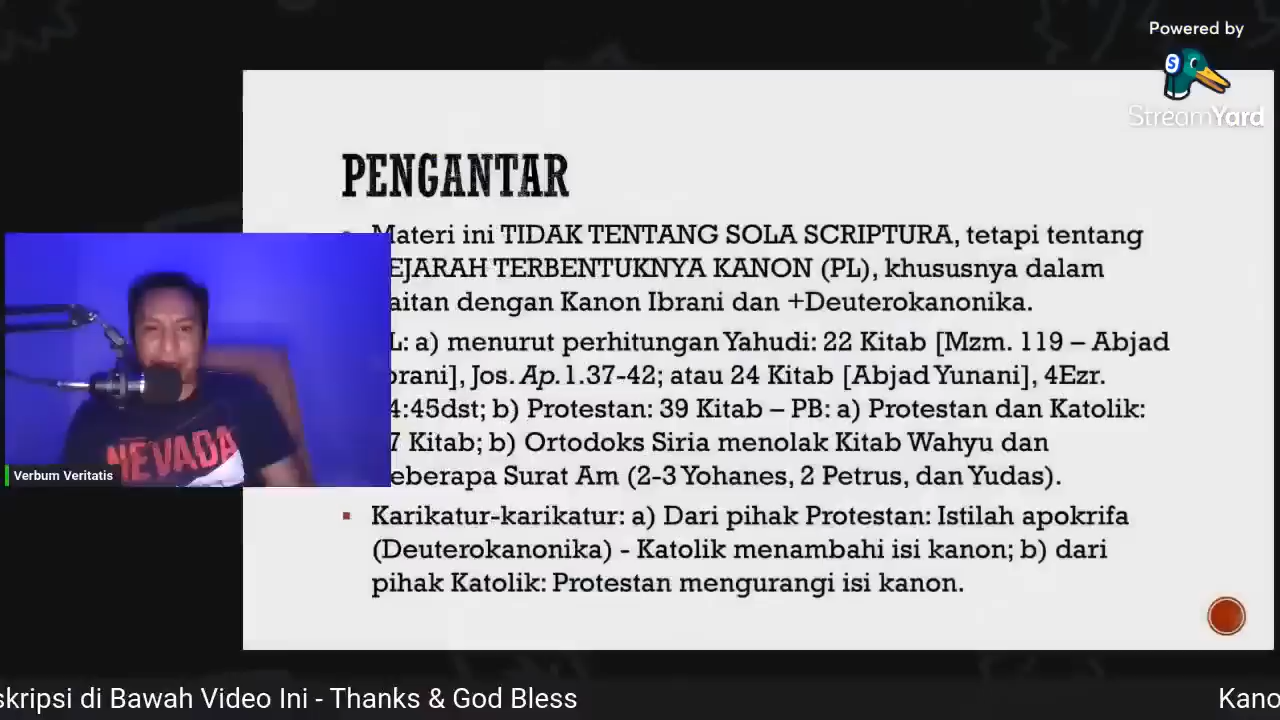 Powered by
StreamYard
PENGANTAR
Materi ini TIDAK TENTANG SOLA SCRIPTURA, tetapi tentang
EJARAH TERBENTUKNYA KANON (PL), khususnya dalam
aitan dengan Kanon Ibrani dan +Deuterokanonika.
L: a) menurut perhitungan Yahudi: 22 Kitab [Mzm. 119 – Abjad
brani], Jos. Ap. 1.37-42; atau 24 Kitab [Abjad Yunani], 4Ezr.
4:45dst; b) Protestan: 39 Kitab – PB: a) Protestan dan Katolik:
7 Kitab; b) Ortodoks Siria menolak Kitab Wahyu dan
eberapa Surat Am (2-3 Yohanes, 2 Petrus, dan Yudas).
Karikatur-karikatur: a) Dari pihak Protestan: Istilah apokrifa
(Deuterokanonika) - Katolik menambahi isi kanon; b) dari
pihak Katolik: Protestan mengurangi isi kanon.
NEVADA
Verbum Veritatis
skripsi di Bawah Video Ini - Thanks & God Bless
Kano